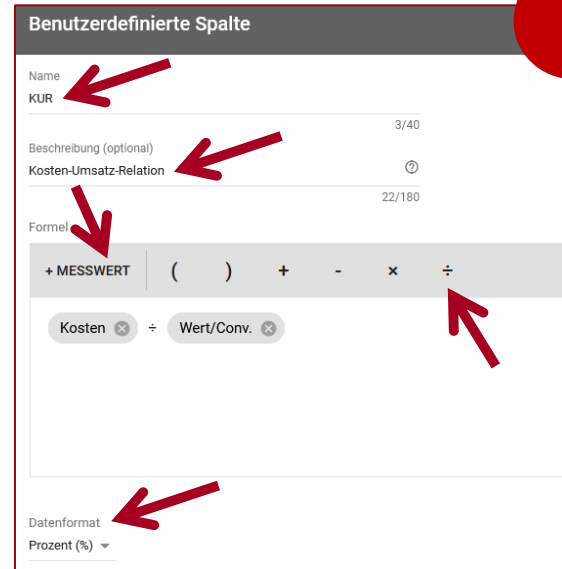 Benutzerdefinierte Spalte
Name
KUR
3/40
Beschreibung (optional)
Kosten-Umsatz-Relation
22/180
Formel
+ MESSWERT ( ) + - × ÷
Kosten ÷ Wert/Conv.
Datenformat
Prozent (%)